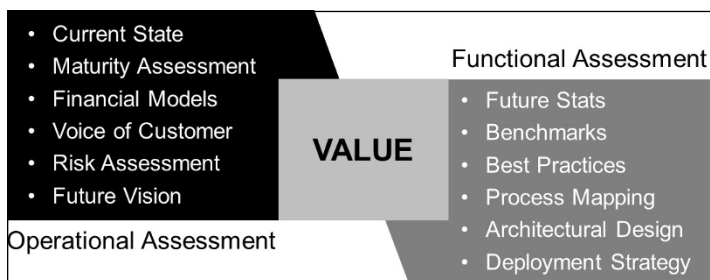 • Current State
• Maturity Assessment
• Financial Models
• Voice of Customer
• Risk Assessment
• Future Vision
Operational Assessment
VALUE
Functional Assessment
• Future Stats
• Benchmarks
• Best Practices
• Process Mapping
• Architectural Design
• Deployment Strategy